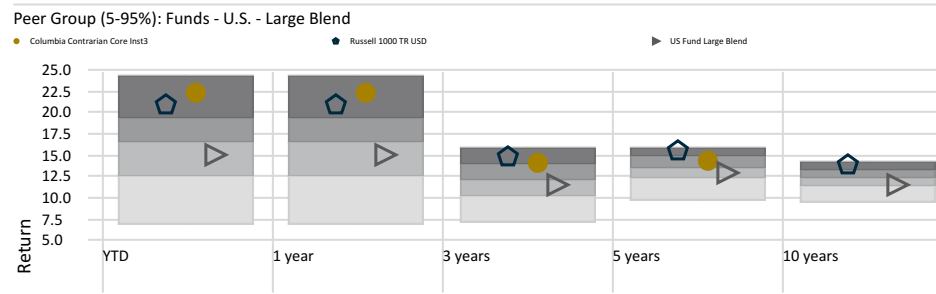 Peer Group (5-95%): Funds - U.S. - Large Blend
Columbia Contrarian Core Inst3 Russell 1000 TR USD US Fund Large Blend
25.0
22.5
20.0
17.5
15.0
12.5
10.0
7.5
5.0
Return
YTD 1 year 3 years 5 years 10 years